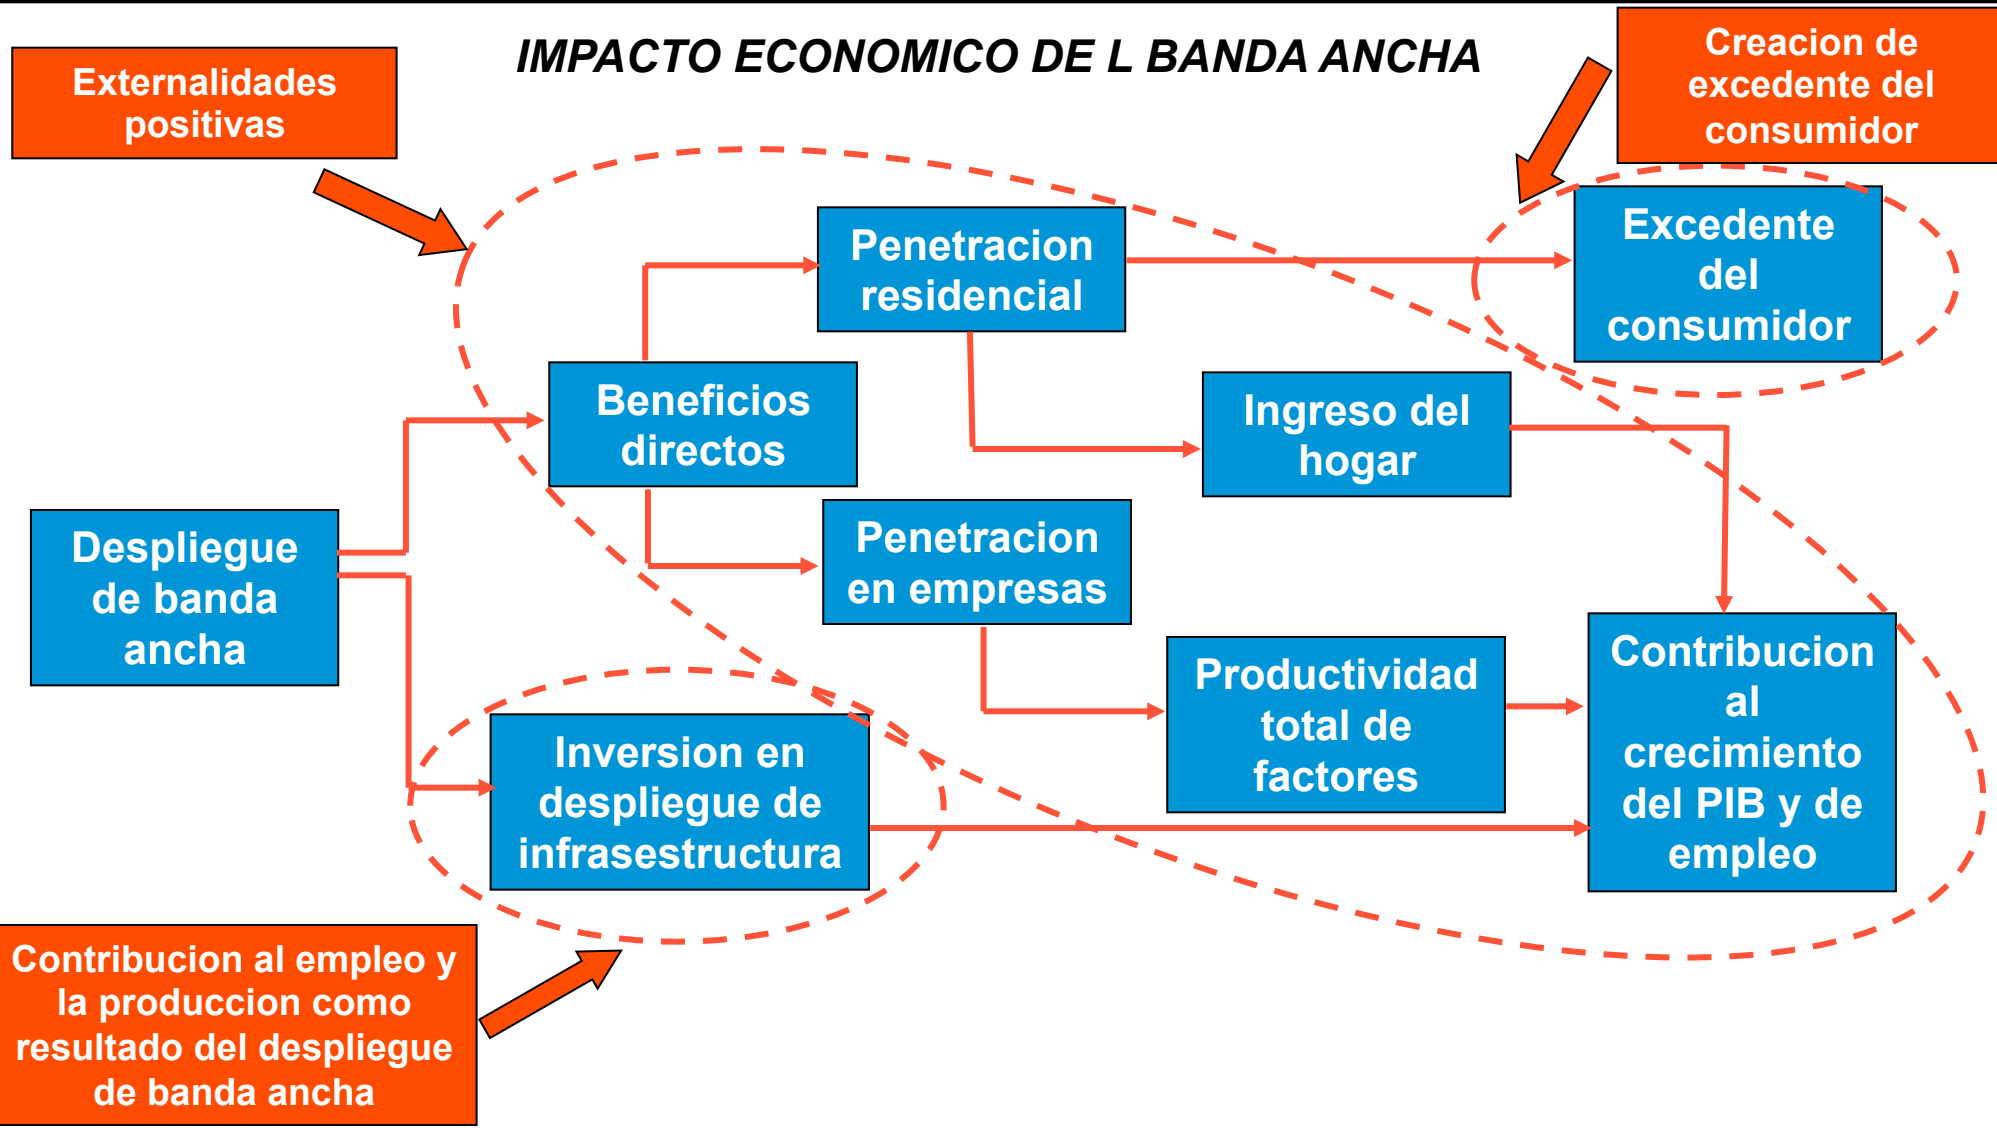 IMPACTO ECONOMICO DE L BANDA ANCHA
Externalidades
positivas
Creacion de
excedente del
consumidor
Penetracion
residencial
Excedente
del
consumidor
Beneficios
directos
Ingreso del
hogar
Despliegue
de banda
ancha
Penetracion
en empresas
Productividad
total de
factores
Contribucion
al
crecimiento
del PIB y de
empleo
Inversion en
despliegue de
infrasestructura
Contribucion al empleo y
la produccion como
resultado del despliegue
de banda ancha